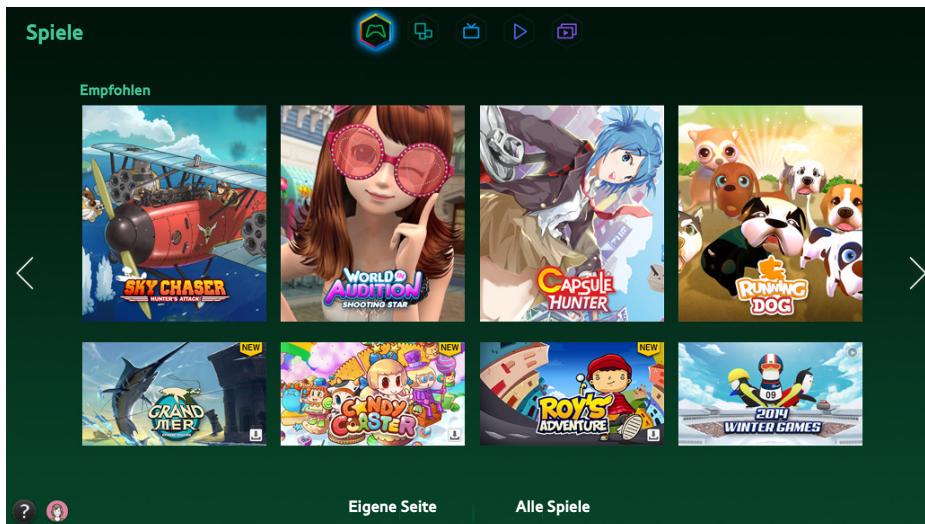 Spiele
Empfohlen
SKY CHASER
HUNTER'S ATTACK
WORLD IN
AUDITION
SHOOTING STAR
CAPSULE
HUNTER
RUNNING
DOG
NEW
GRAND
MER
NEW
CANDY
COASTER
NEW
ROY'S
ADVENTURE
09
2014
WINTER GAMES
?
Eigene Seite
Alle Spiele